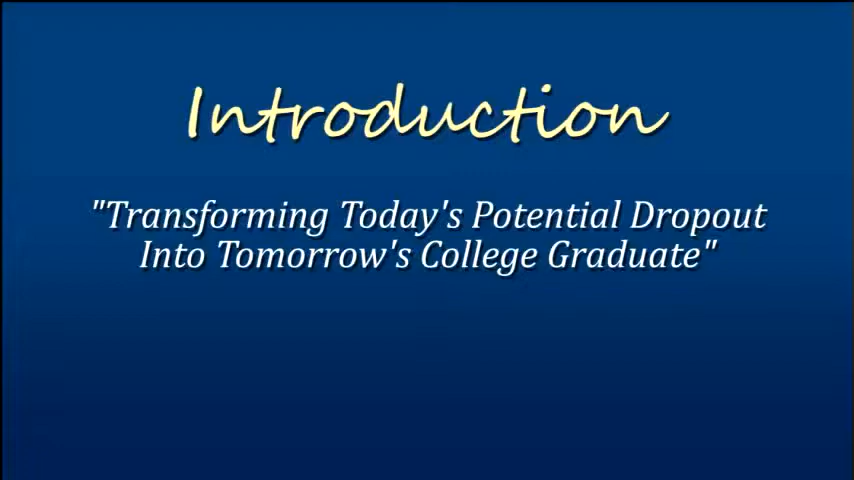 Introduction
"Transforming Today's Potential Dropout
Into Tomorrow's College Graduate"